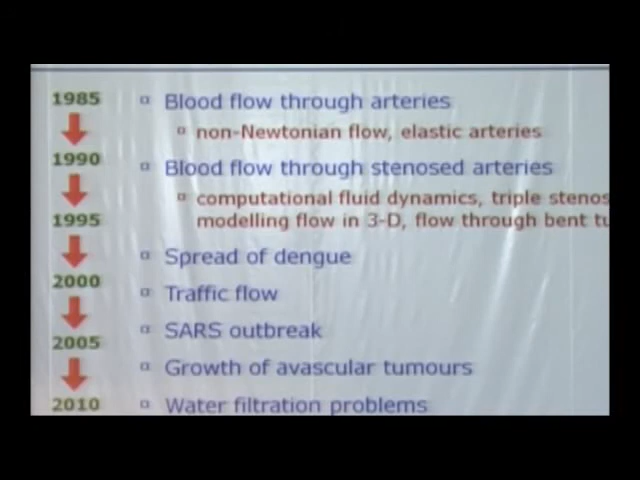 1985
Blood flow through arteries
non-Newtonian flow, elastic arteries
1990
Blood flow through stenosed arteries
computational fluid dynamics, triple
1995
modelling flow in 3-D, flow through bent
Spread of dengue
2000
Traffic flow
SARS outbreak
2005
Growth of avascular tumours
2010
Water filtration problems